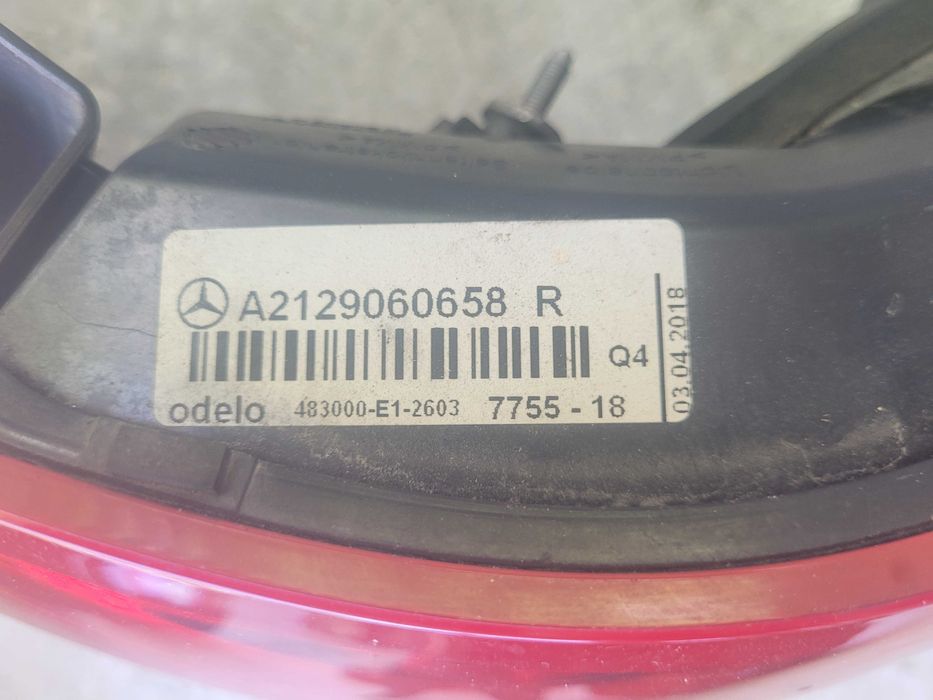 A2129060658 R
Q4
odelo 483000-E1-2603 7755-18
03.04.2018